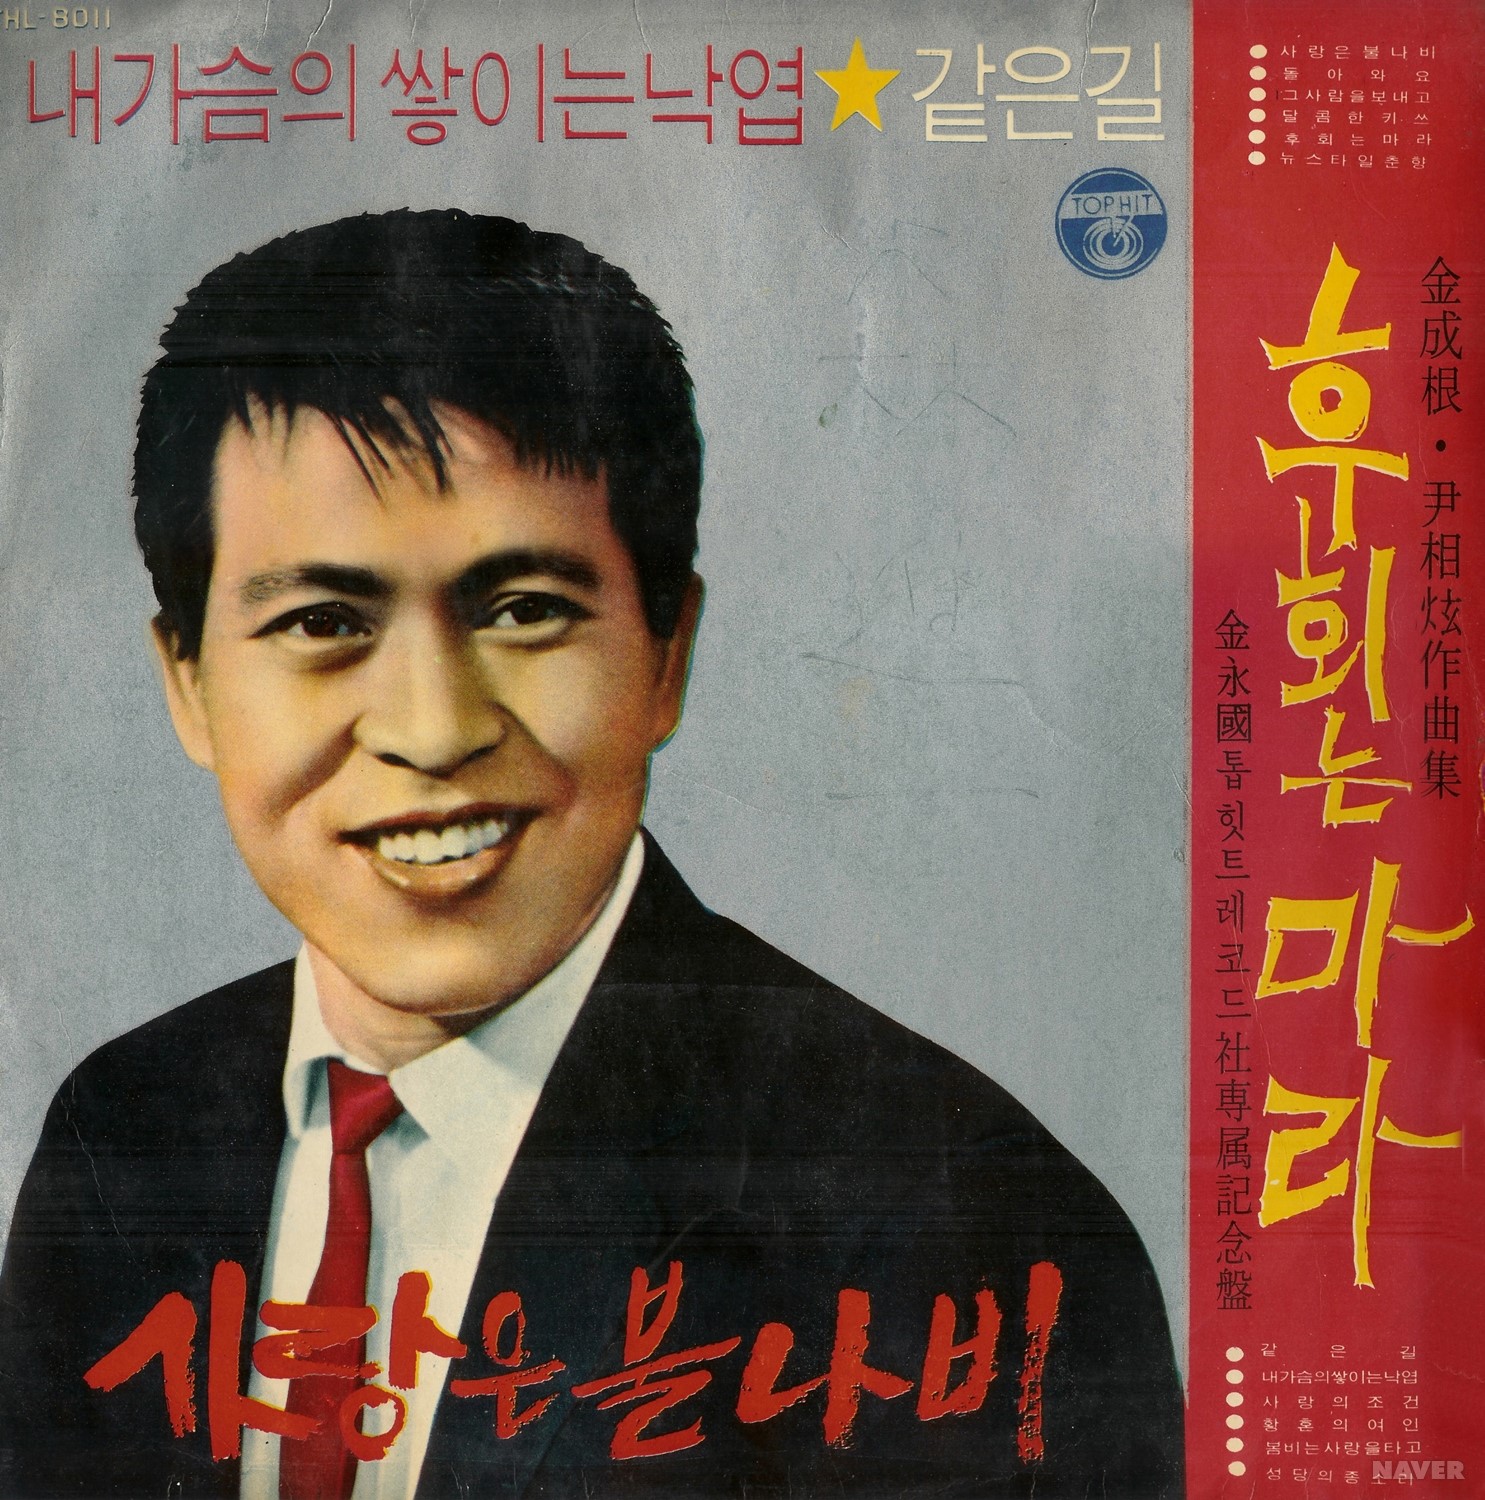 HL-8011
내가슴의 쌓이는낙엽★같은길
TOP HIT
사랑은불나비
돌아와요
그사람을보내고
달콤한키쓰
후회는마라
뉴스타일춘향
金成根・尹相炫作曲集
후회는 마라
金永國톱힛트레코드社専属記念盤
사랑은불나비
같은길
내가슴의쌓이는낙엽
사랑의조건
黃昏의여인
봄비는사랑을타고
성당의종소리
NAVER